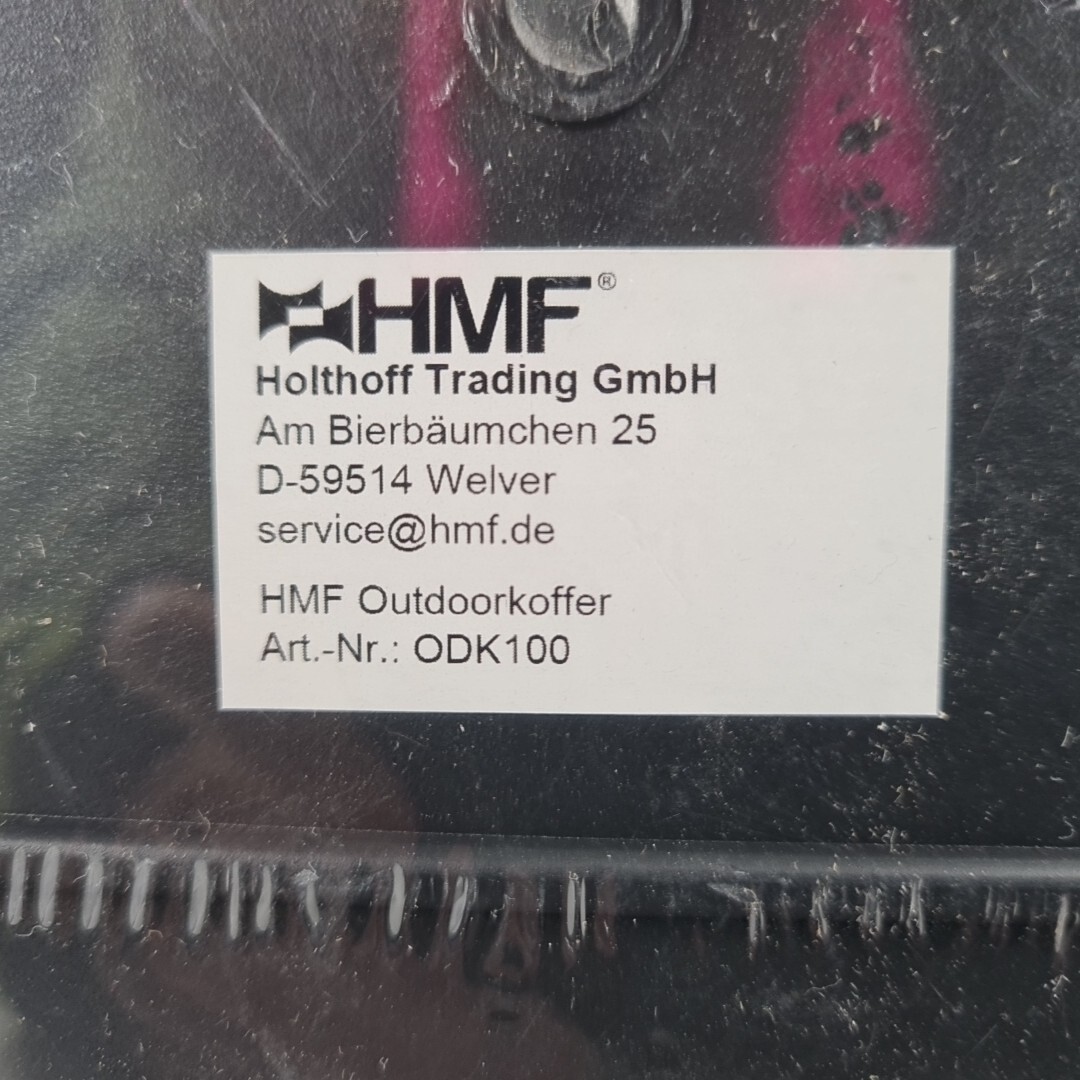 HMF®
Holthoff Trading GmbH
Am Bierbäumchen 25
D-59514 Welver
service@hmf.de
HMF Outdoorkoffer
Art.-Nr.: ODK100